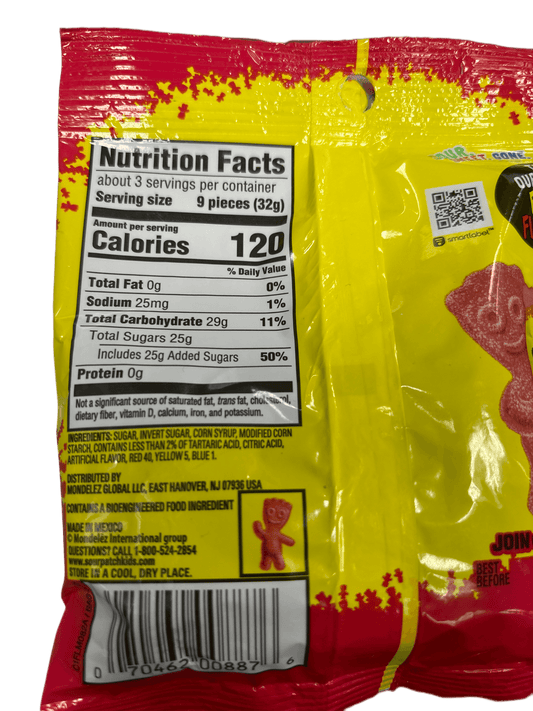 Nutrition Facts
about 3 servings per container
Serving size 9 pieces (32g)
Amount per serving
Calories 120
% Daily Value
Total Fat 0g 0%
Sodium 25mg 1%
Total Carbohydrate 29g 11%
Total Sugars 25g
Includes 25g Added Sugars 50%
Protein 0g
Not a significant source of saturated fat, trans fat, cholesterol,
dietary fiber, vitamin D, calcium, iron, and potassium.
INGREDIENTS: SUGAR, INVERT SUGAR, CORN SYRUP, MODIFIED CORN
STARCH, CONTAINS LESS THAN 2% OF TARTARIC ACID, CITRIC ACID,
ARTIFICIAL FLAVOR, RED 40, YELLOW 5, BLUE 1.
DISTRIBUTED BY
MONDELEZ GLOBAL LLC, EAST HANOVER, NJ 07936 USA
CONTAINS A BIOENGINEERED FOOD INGREDIENT
MADE IN MEXICO
© Mondelēz International group
QUESTIONS? CALL 1-800-524-2854
www.sourpatchkids.com
STORE IN A COOL, DRY PLACE.
0 70462 00887 6
GONE.
smartlabel™
JOIN
BEST
BEFORE